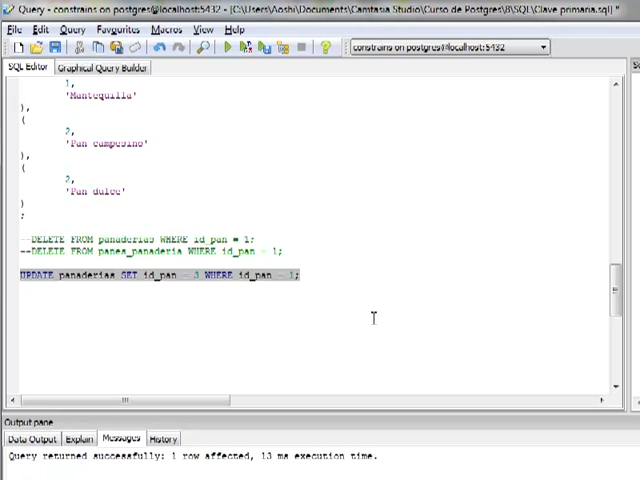 Query - constrains on postgres@localhost:5432 - [C:\Users\Aoshi\Documents\Camtasia Studio\Curso de Postgres\8\SQL\Clave primaria.sql] *
File Edit Query Favourites Macros View Help
constrains on postgres@localhost:5432
SQL Editor Graphical Query Builder
1,
'Mantequilla'
),
(
2,
'Pan campesino'
),
(
2,
'Pan dulce'
)
;
--DELETE FROM panaderias WHERE id_pan = 1;
--DELETE FROM panes_panaderia WHERE id_pan = 1;
UPDATE panaderias SET id_pan = 3 WHERE id_pan = 1;
Output pane
Data Output Explain Messages History
Query returned successfully: 1 row affected, 13 ms execution time.